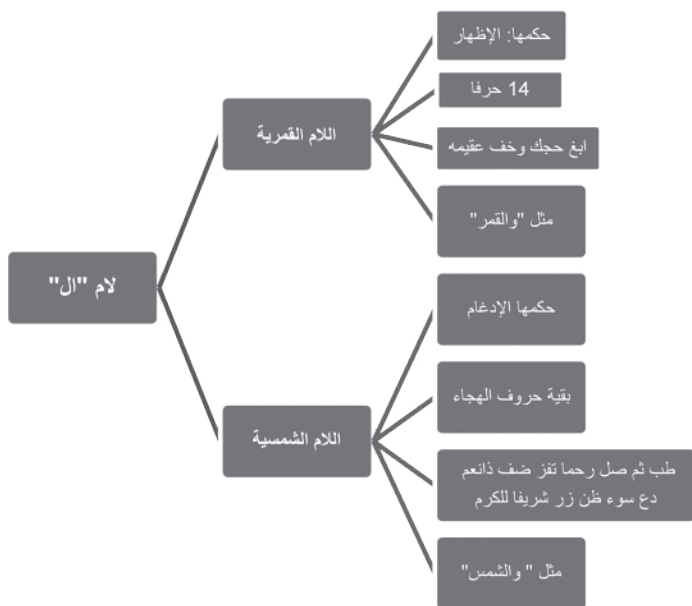 لام "ال"
اللام القمرية
حكمها: الإظهار
14 حرفا
ابغ حجك وخف عقيمه
مثل "والقمر"
اللام الشمسية
حكمها الإدغام
بقية حروف الهجاء
طب ثم صل رحما تفز ضف ذانعم
دع سوء ظن زر شريفا للكرم
مثل " والشمس"